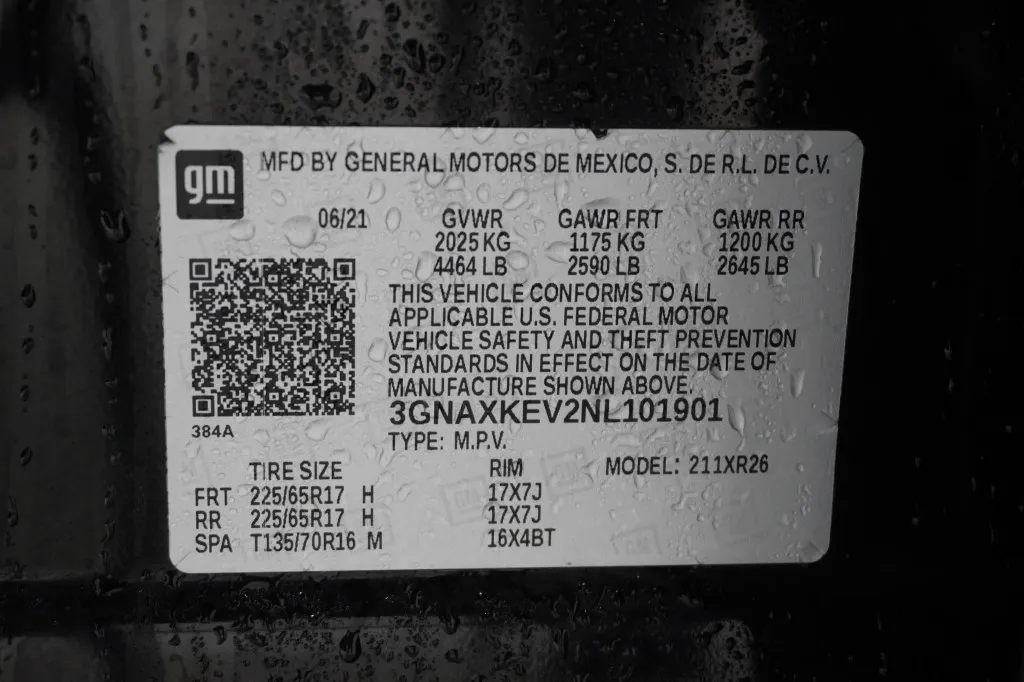 gm
MFD BY GENERAL MOTORS DE MEXICO, S. DE R.L. DE C.V.
06/21 GVWR GAWR FRT GAWR RR
2025 KG 1175 KG 1200 KG
4464 LB 2590 LB 2645 LB
THIS VEHICLE CONFORMS TO ALL
APPLICABLE U.S. FEDERAL MOTOR
VEHICLE SAFETY AND THEFT PREVENTION
STANDARDS IN EFFECT ON THE DATE OF
MANUFACTURE SHOWN ABOVE.
3GNAXKEV2NL101901
384A
TYPE: M.P.V.
TIRE SIZE RIM MODEL: 211XR26
FRT 225/65R17 H 17X7J
RR 225/65R17 H 17X7J
SPA T135/70R16 M 16X4BT